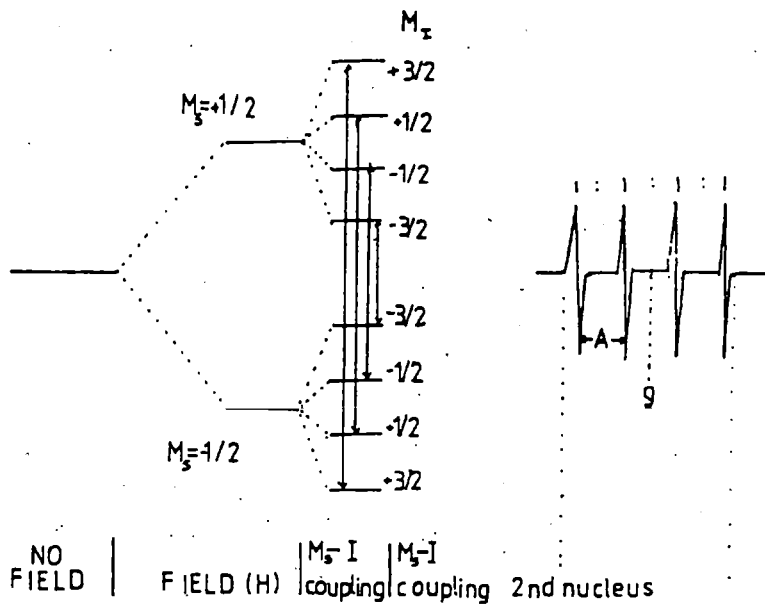 M_I
+3/2
M_s=+1/2
+1/2
-1/2
-3/2
-3/2
A
-1/2
g
+1/2
M_s=-1/2
+3/2
NO FIELD
FIELD (H)
M_s-I coupling
M_s-I coupling 2nd nucleus